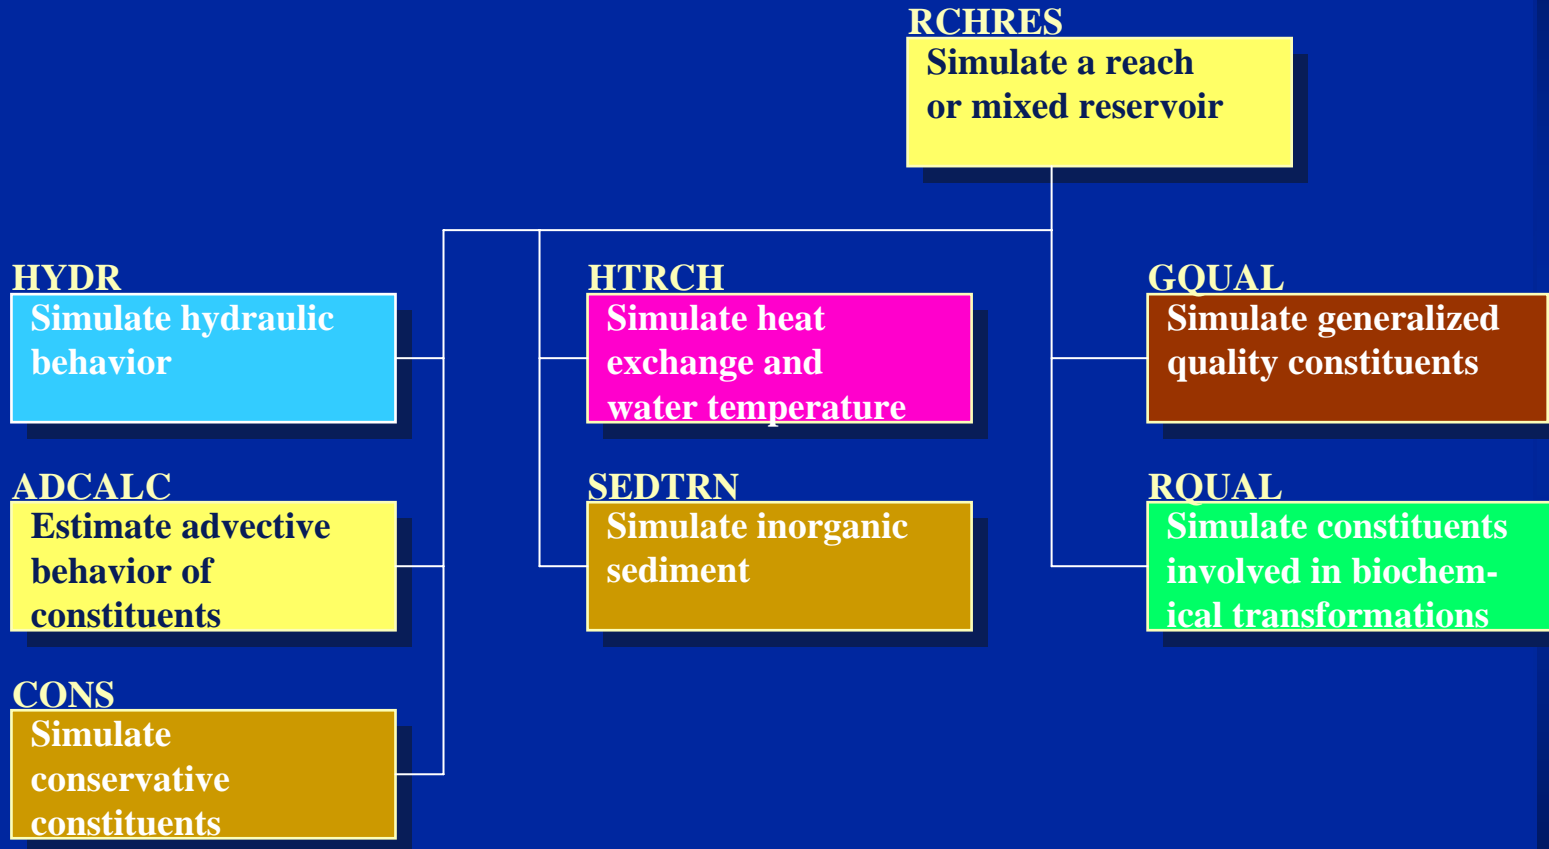 RCHRES
Simulate a reach
or mixed reservoir
HYDR
Simulate hydraulic
behavior
HTRCH
Simulate heat
exchange and
water temperature
GQUAL
Simulate generalized
quality constituents
ADCALC
Estimate advective
behavior of
constituents
SEDTRN
Simulate inorganic
sediment
RQUAL
Simulate constituents
involved in biochem-
ical transformations
CONS
Simulate
conservative
constituents